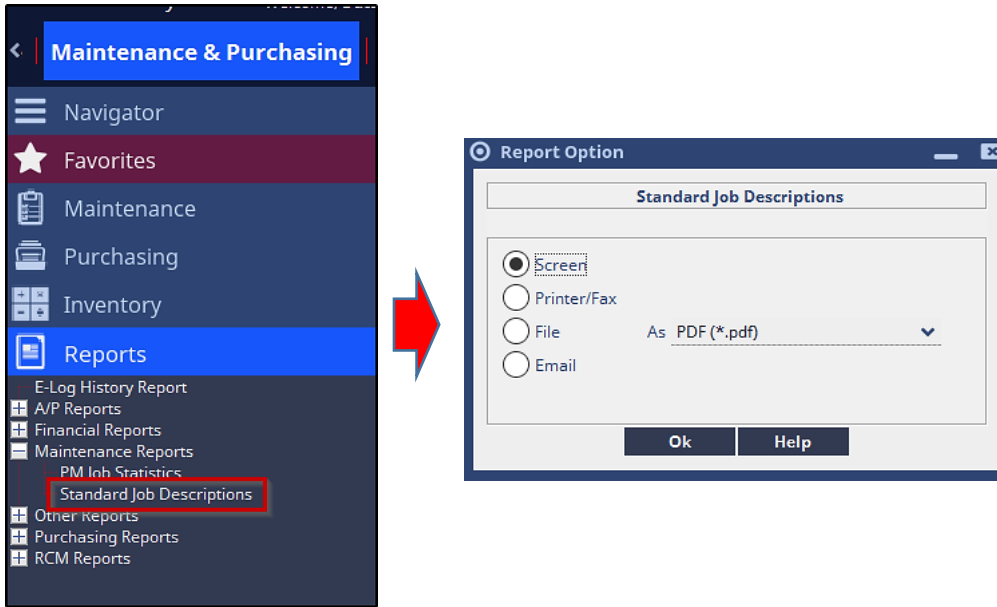 Maintenance & Purchasing
Navigator
Favorites
Maintenance
Purchasing
Inventory
Reports
E-Log History Report
A/P Reports
Financial Reports
Maintenance Reports
PM Job Statistics
Standard Job Descriptions
Other Reports
Purchasing Reports
RCM Reports
Report Option
Standard Job Descriptions
Screen
Printer/Fax
File As PDF (*.pdf)
Email
Ok Help